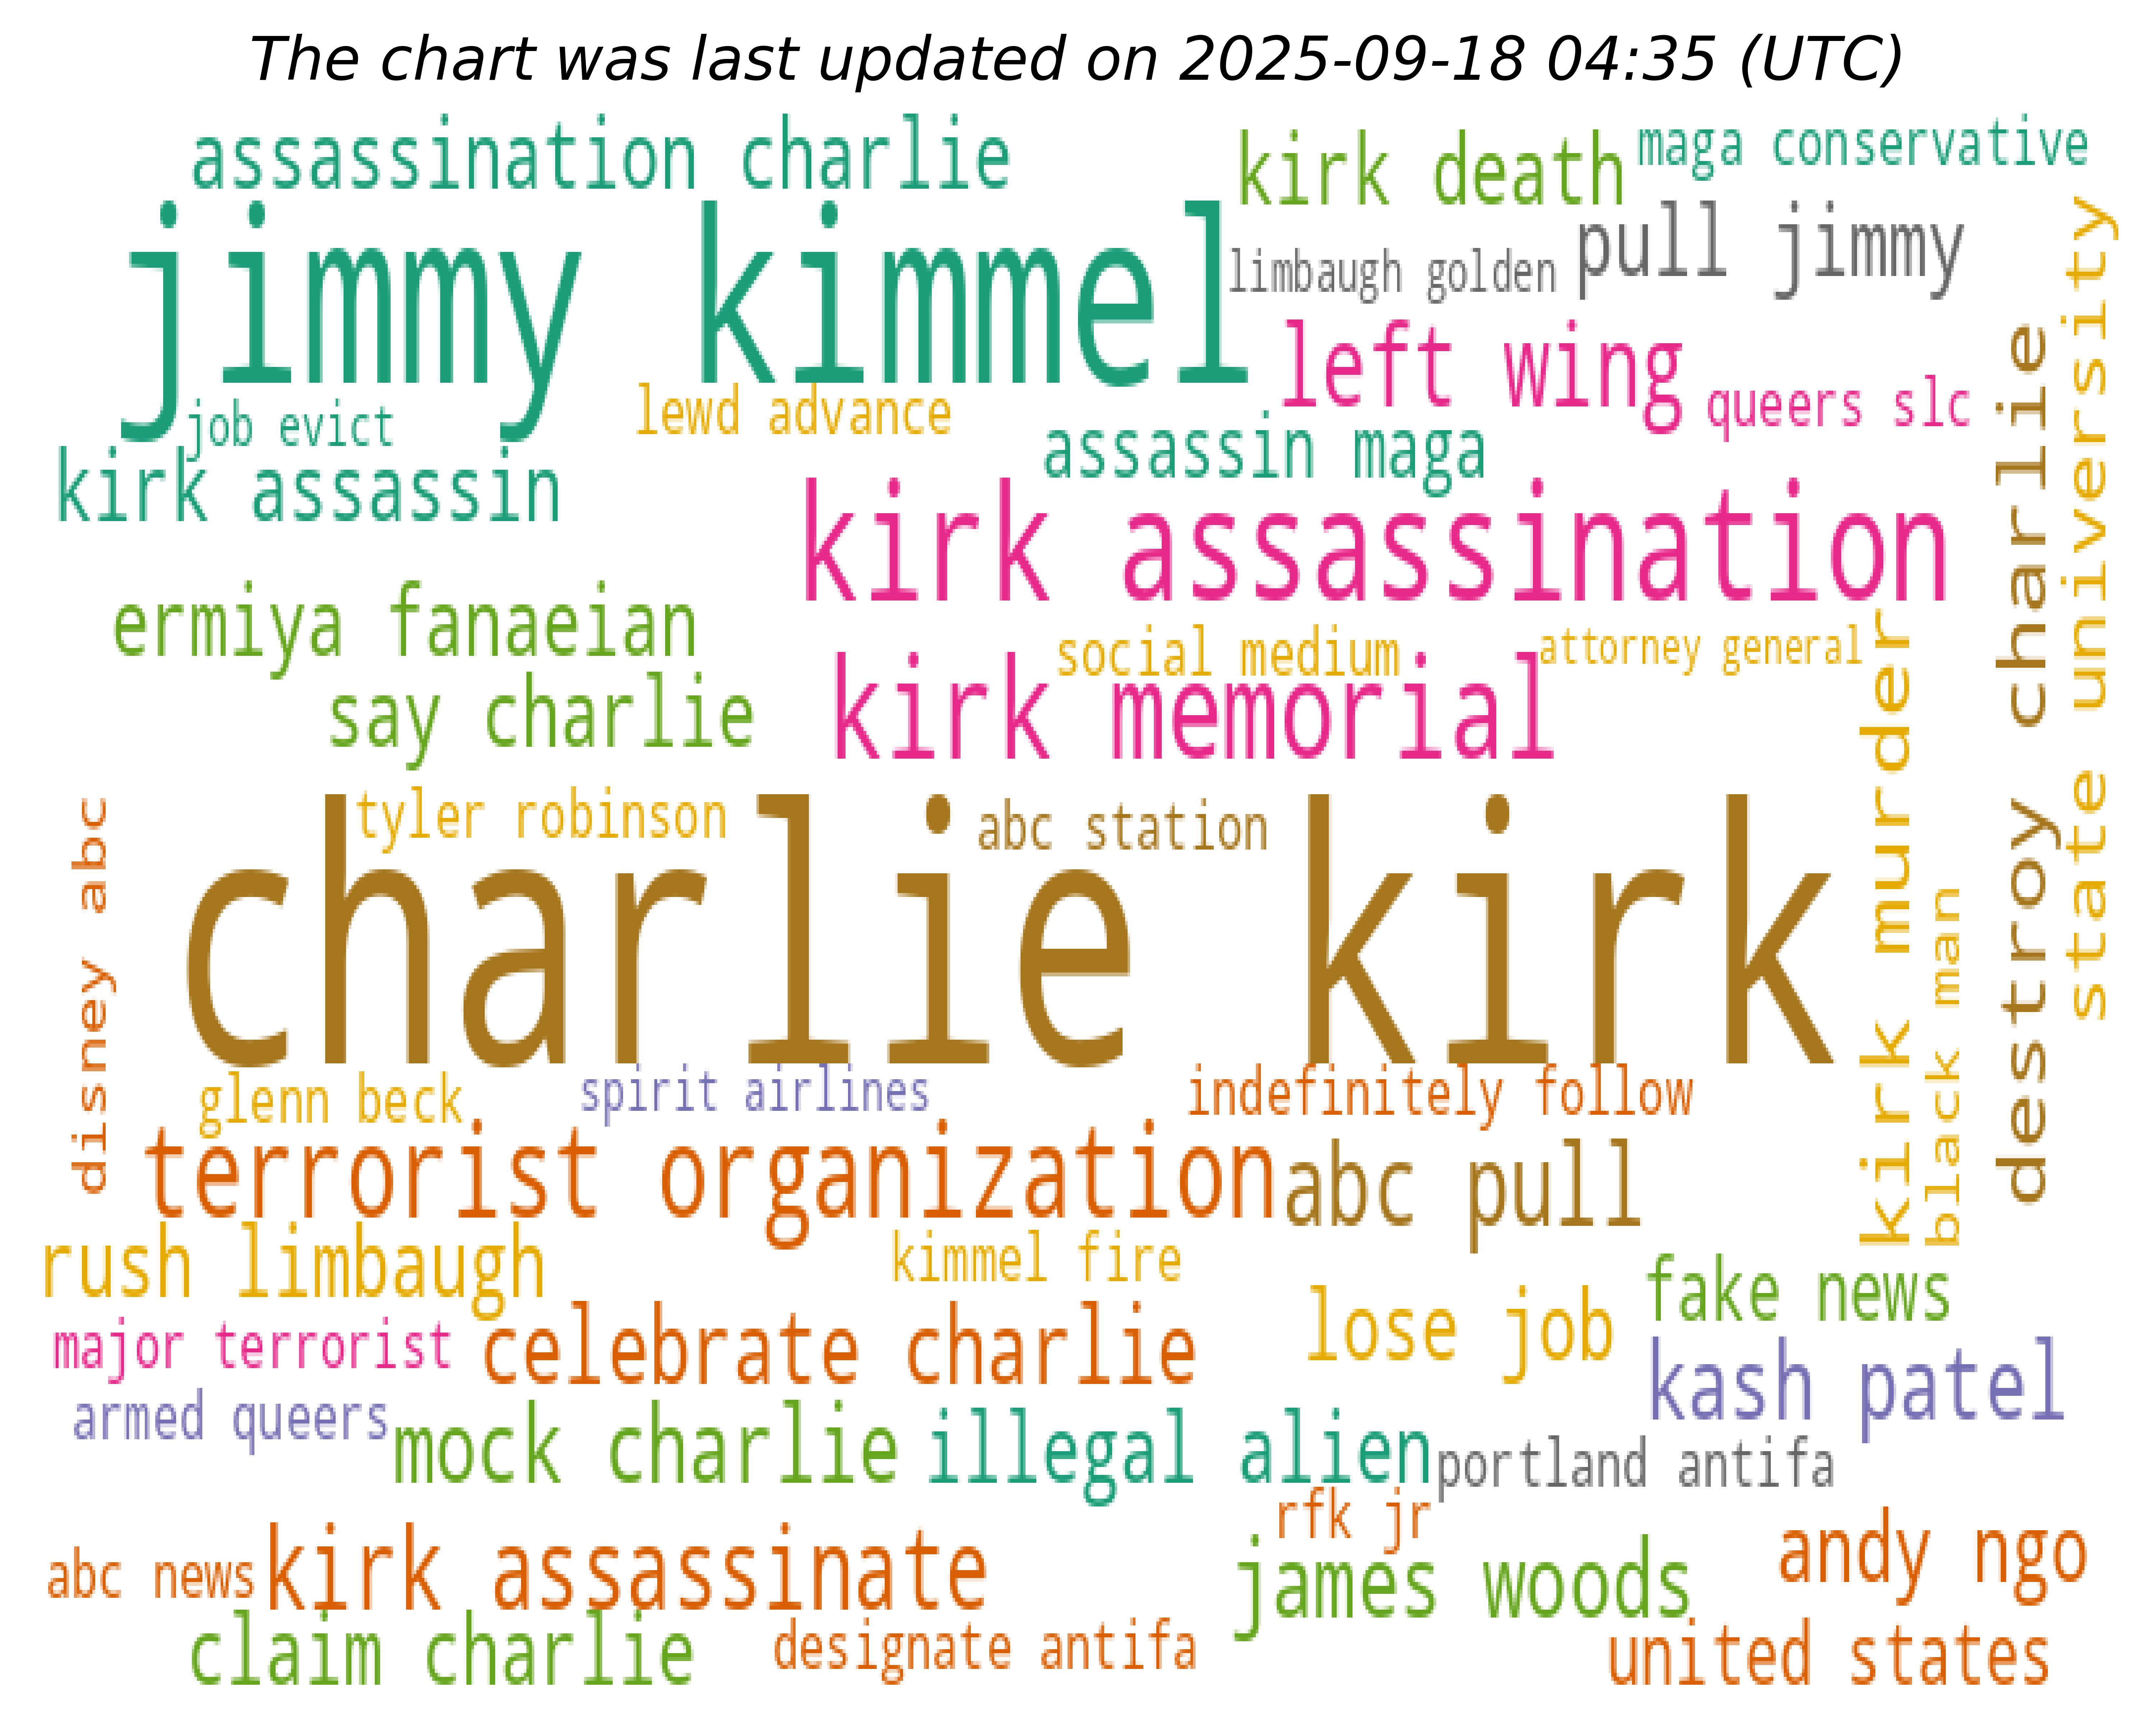 The chart was last updated on 2025-09-18 04:35 (UTC)
assassination charlie
kirk death
maga conservative
jimmy kimmel
limbaugh golden
pull jimmy
state university
left wing
queers slc
destroy charlie
job evict
lewd advance
assassin maga
kirk assassin
kirk assassination
ermiya fanaeian
social medium
attorney general
kirk murder
say charlie
kirk memorial
tyler robinson
abc station
disney abc
charlie kirk
black man
glenn beck
spirit airlines
indefinitely follow
terrorist organization
abc pull
rush limbaugh
kimmel fire
fake news
major terrorist
celebrate charlie
lose job
kash patel
armed queers
mock charlie
illegal alien
portland antifa
rfk jr
abc news
kirk assassinate
james woods
andy ngo
claim charlie
designate antifa
united states